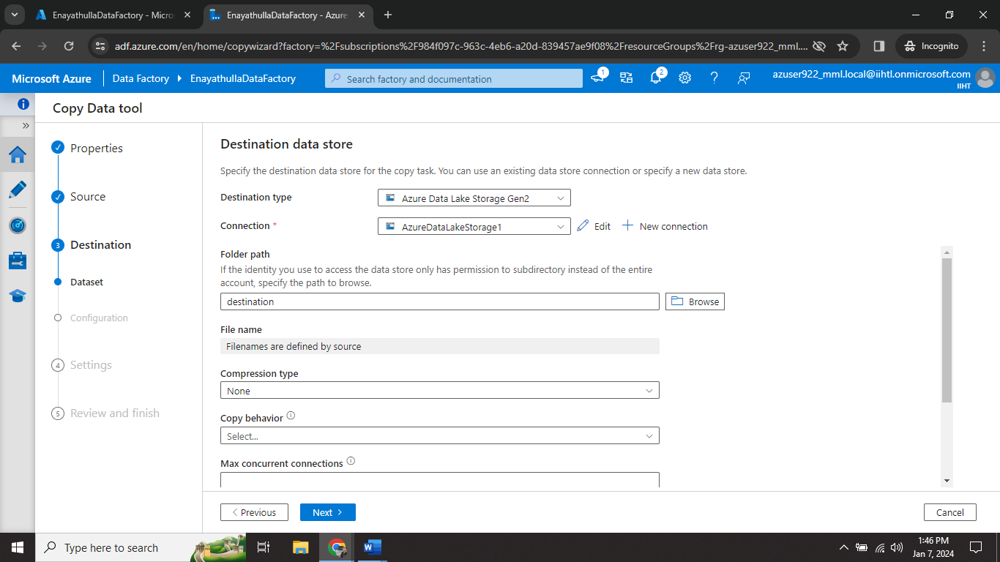 EnayathullaDataFactory - Micro
EnayathullaDataFactory - Azure
adf.azure.com/en/home/copywizard?factory=%2Fsubscriptions%2F984f097c-963c-4eb6-a20d-839457ae9f08%2FresourceGroups%2Frg-azuser922_mml....
Incognito
Microsoft Azure
Data Factory
EnayathullaDataFactory
Search factory and documentation
1
2
azuser922_mml.local@iihtl.onmicrosoft.com
IIHT
Copy Data tool
Properties
Source
3 Destination
Dataset
Configuration
4 Settings
5 Review and finish
Destination data store
Specify the destination data store for the copy task. You can use an existing data store connection or specify a new data store.
Destination type
Azure Data Lake Storage Gen2
Connection *
AzureDataLakeStorage1
Edit
New connection
Folder path
If the identity you use to access the data store only has permission to subdirectory instead of the entire
account, specify the path to browse.
destination
Browse
File name
Filenames are defined by source
Compression type
None
Copy behavior
Select...
Max concurrent connections
Previous
Next
Cancel
Type here to search
1:46 PM
Jan 7, 2024